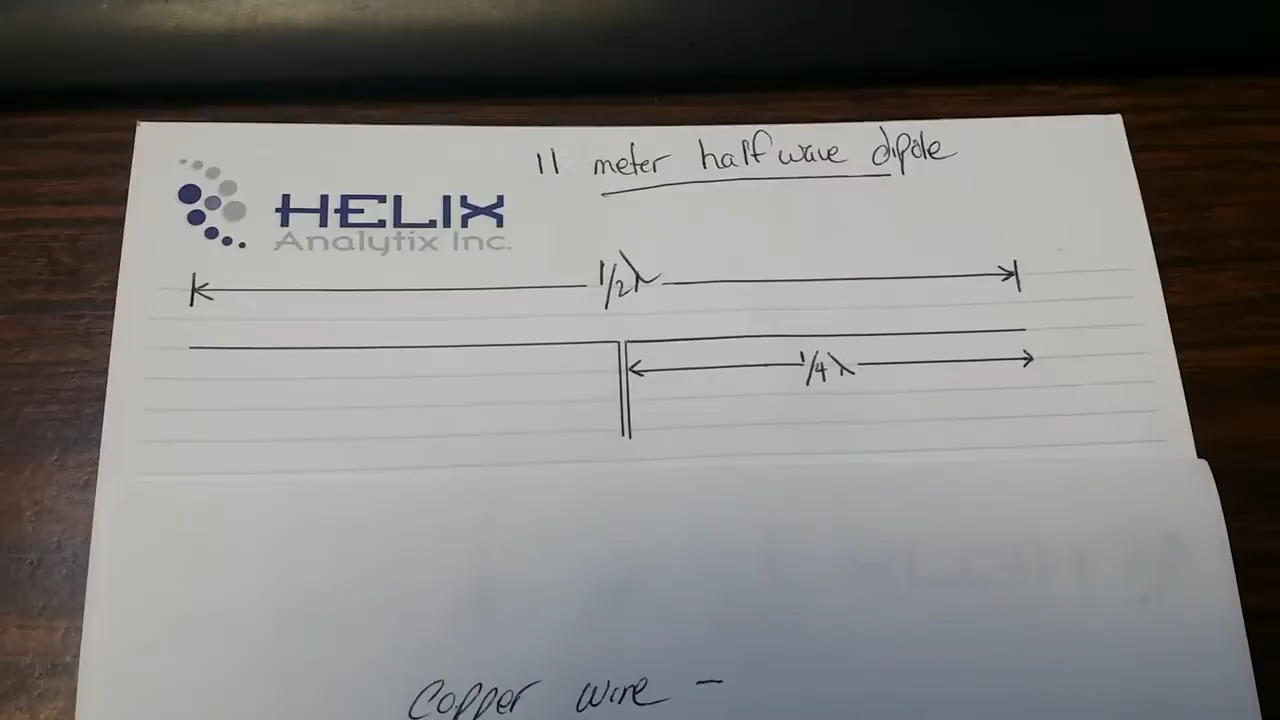 11 meter half wave dipole
HELIX
Analytix Inc.
1/2λ
1/4λ
Copper wire -